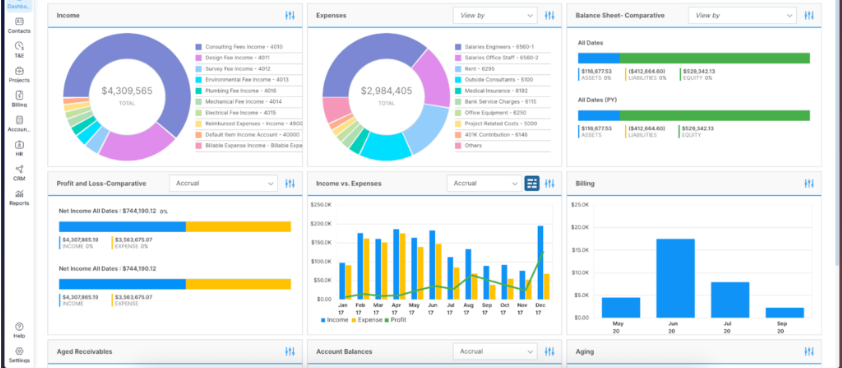 Dashbo...
Contacts
T&E
Projects
Billing
Accoun...
HR
CRM
Reports
Help
Settings
Income
$4,309,565
TOTAL
Consulting Fees Income - 4010
Design Fee Income - 4011
Survey Fee Income - 4012
Environmental Fee Income - 4013
Plumbing Fee Income - 4016
Mechanical Fee Income - 4014
Electrical Fee Income - 4015
Reimbursed Expenses - Income - 4900
Default Item Income Account - 40000
Billable Expense Income - Billable Expe
Expenses
View by
$2,984,405
TOTAL
Salaries Engineers - 6560-1
Salaries Office Staff - 6560-2
Rent - 6295
Outside Consultants - 5100
Medical Insurance - 6182
Bank Service Charges - 6115
Office Equipment - 6250
Project Related Costs - 5000
401K Contribution - 6146
Others
Balance Sheet- Comparative
View by
All Dates
$116,677.53
ASSETS 0%
($412,664.60)
LIABILITIES 0%
$529,342.13
EQUITY 0%
All Dates (PY)
$116,677.53
ASSETS
($412,664.60)
LIABILITIES
$529,342.13
EQUITY
Profit and Loss-Comparative
Accrual
Net Income All Dates : $744,190.12 0%
$4,307,865.19
INCOME 0%
$3,563,675.07
EXPENSE 0%
Net Income All Dates : $744,190.12
$4,307,865.19
INCOME
$3,563,675.07
EXPENSE
Income vs. Expenses
Accrual
$250.0K
$200.0K
$150.0K
$100.0K
$50.0K
$0.00
Jan 17
Feb 17
Mar 17
Apr 17
May 17
Jun 17
Jul 17
Aug 17
Sep 17
Oct 17
Nov 17
Dec 17
Income
Expense
Profit
Billing
$25.0K
$20.0K
$15.0K
$10.0K
$5.0K
$0.00
May 20
Jun 20
Jul 20
Sep 20
Aged Receivables
Account Balances
Accrual
Aging